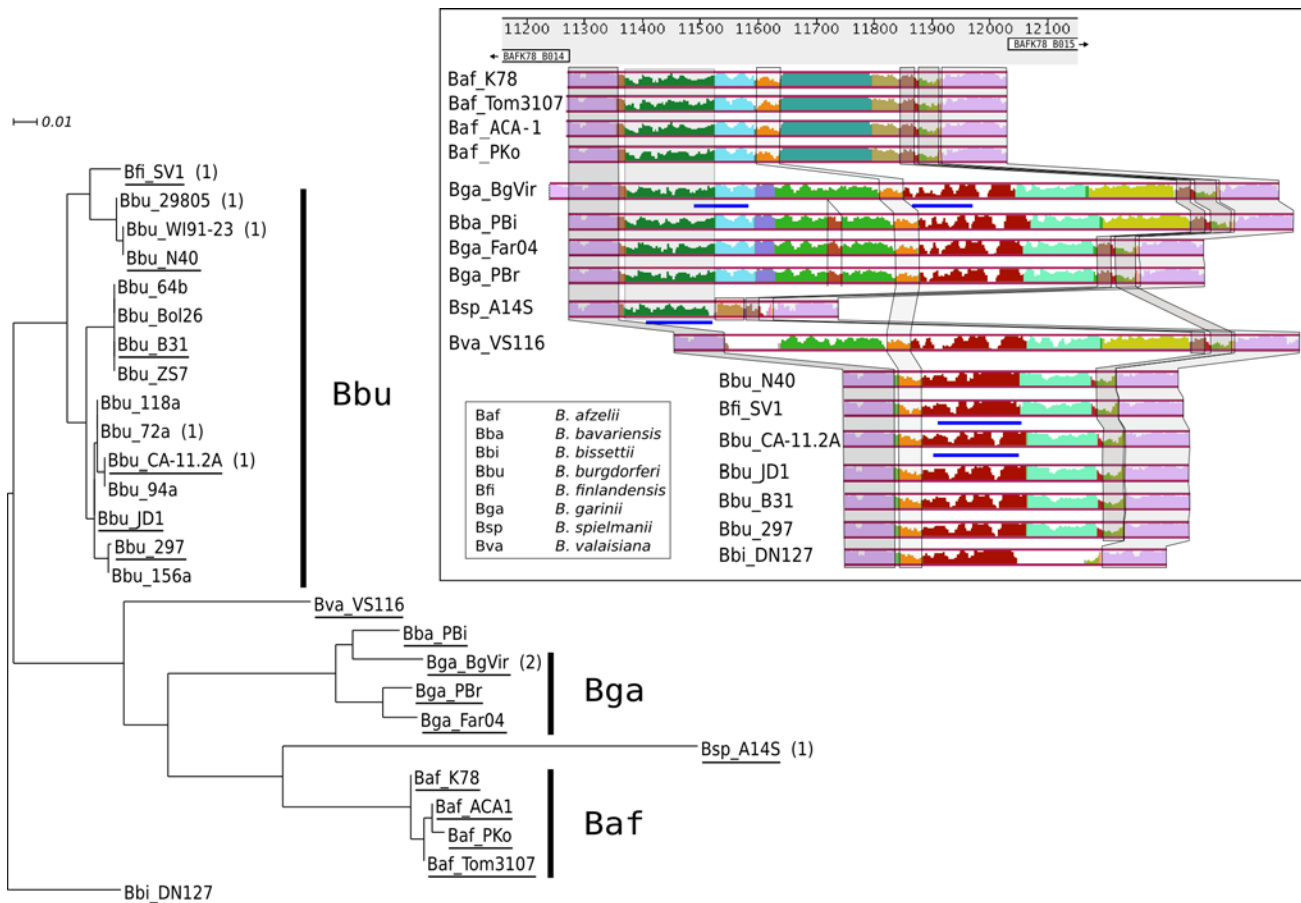 11200 11300 11400 11500 11600 11700 11800 11900 12000 12100
BAFK78_B014 BAFK78_B015
Baf_K78
Baf_Tom3107
Baf_ACA-1
Baf_PKo
Bga_BgVir
Bba_PBi
Bga_Far04
Bga_PBr
Bsp_A14S
Bva_VS116
Bbu_N40
Bfi_SV1
Bbu_CA-11.2A
Bbu_JD1
Bbu_B31
Bbu_297
Bbi_DN127
Baf B. afzelii
Bba B. bavariensis
Bbi B. bissettii
Bbu B. burgdorferi
Bfi B. finlandensis
Bga B. garinii
Bsp B. spielmanii
Bva B. valaisiana
0.01
Bfi_SV1 (1)
Bbu_29805 (1)
Bbu_WI91-23 (1)
Bbu_N40
Bbu_64b
Bbu_Bol26
Bbu_B31
Bbu_ZS7
Bbu_118a
Bbu_72a (1)
Bbu_CA-11.2A (1)
Bbu_94a
Bbu_JD1
Bbu_297
Bbu_156a
Bbu
Bva_VS116
Bba_PBi
Bga_BgVir (2)
Bga_PBr
Bga_Far04
Bga
Bsp_A14S (1)
Baf_K78
Baf_ACA1
Baf_PKo
Baf_Tom3107
Baf
Bbi_DN127